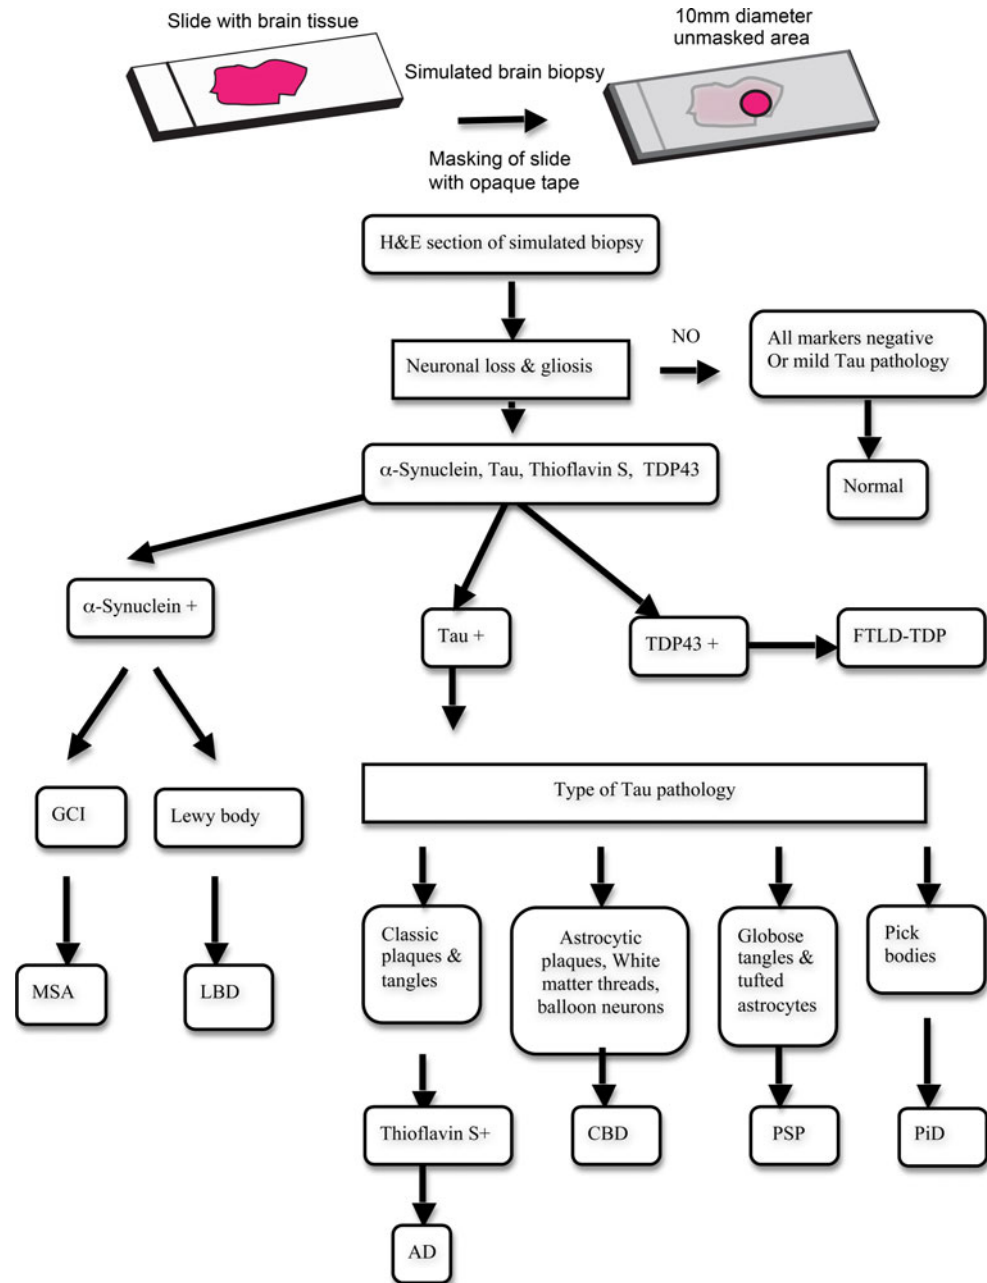 Slide with brain tissue
10mm diameter
unmasked area
Simulated brain biopsy
Masking of slide
with opaque tape
H&E section of simulated biopsy
Neuronal loss & gliosis
NO
All markers negative
Or mild Tau pathology
Normal
α-Synuclein, Tau, Thioflavin S, TDP43
α-Synuclein +
Tau +
TDP43 +
FTLD-TDP
GCI
Lewy body
Type of Tau pathology
MSA
LBD
Classic
plaques &
tangles
Astrocytic
plaques, White
matter threads,
balloon neurons
Globose
tangles &
tufted
astrocytes
Pick
bodies
Thioflavin S+
CBD
PSP
PiD
AD